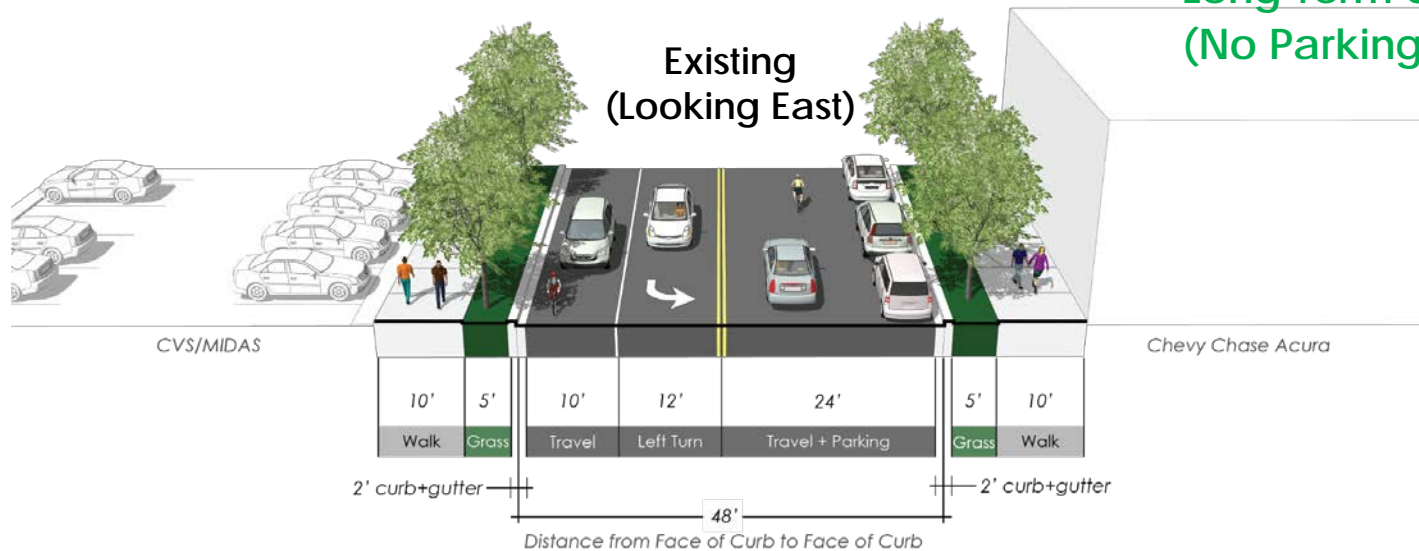 Long Term
(No Parking
Existing
(Looking East)
CVS/MIDAS
Chevy Chase Acura
10' 5' 10' 12' 24' 5' 10'
Walk Grass Travel Left Turn Travel + Parking Grass Walk
2' curb+gutter 2' curb+gutter
48'
Distance from Face of Curb to Face of Curb